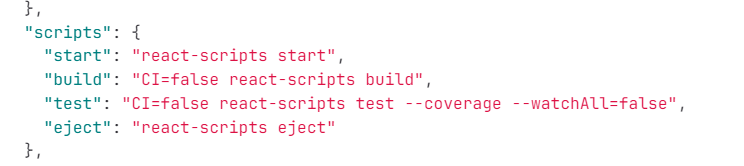 },
"scripts": {
"start": "react-scripts start",
"build": "CI=false react-scripts build",
"test": "CI=false react-scripts test --coverage --watchAll=false",
"eject": "react-scripts eject"
},